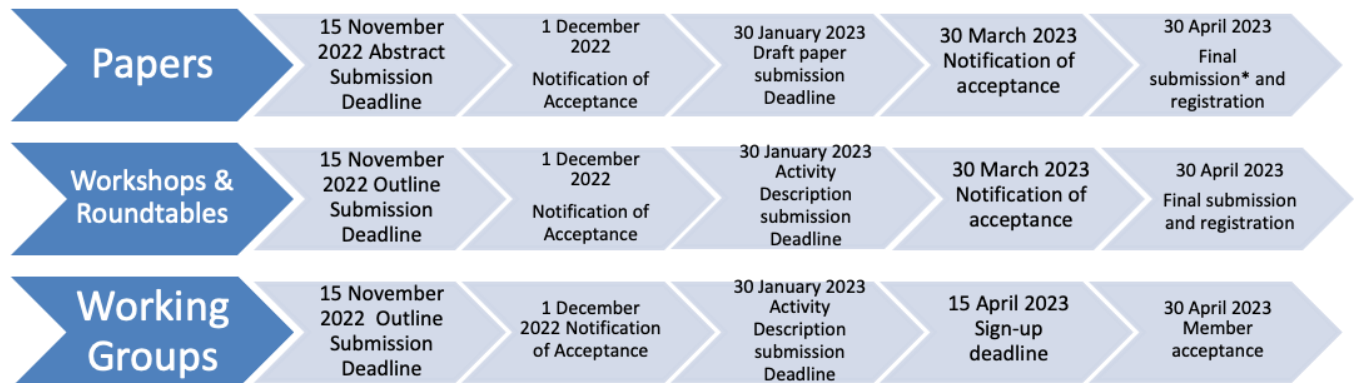 Papers
15 November
2022 Abstract
Submission
Deadline
1 December
2022
Notification of
Acceptance
30 January 2023
Draft paper
submission
Deadline
30 March 2023
Notification of
acceptance
30 April 2023
Final
submission* and
registration
Workshops &
Roundtables
15 November
2022 Outline
Submission
Deadline
1 December
2022
Notification of
Acceptance
30 January 2023
Activity
Description
submission
Deadline
30 March 2023
Notification of
acceptance
30 April 2023
Final submission
and registration
Working
Groups
15 November
2022 Outline
Submission
Deadline
1 December
2022 Notification
of Acceptance
30 January 2023
Activity
Description
submission
Deadline
15 April 2023
Sign-up
deadline
30 April 2023
Member
acceptance